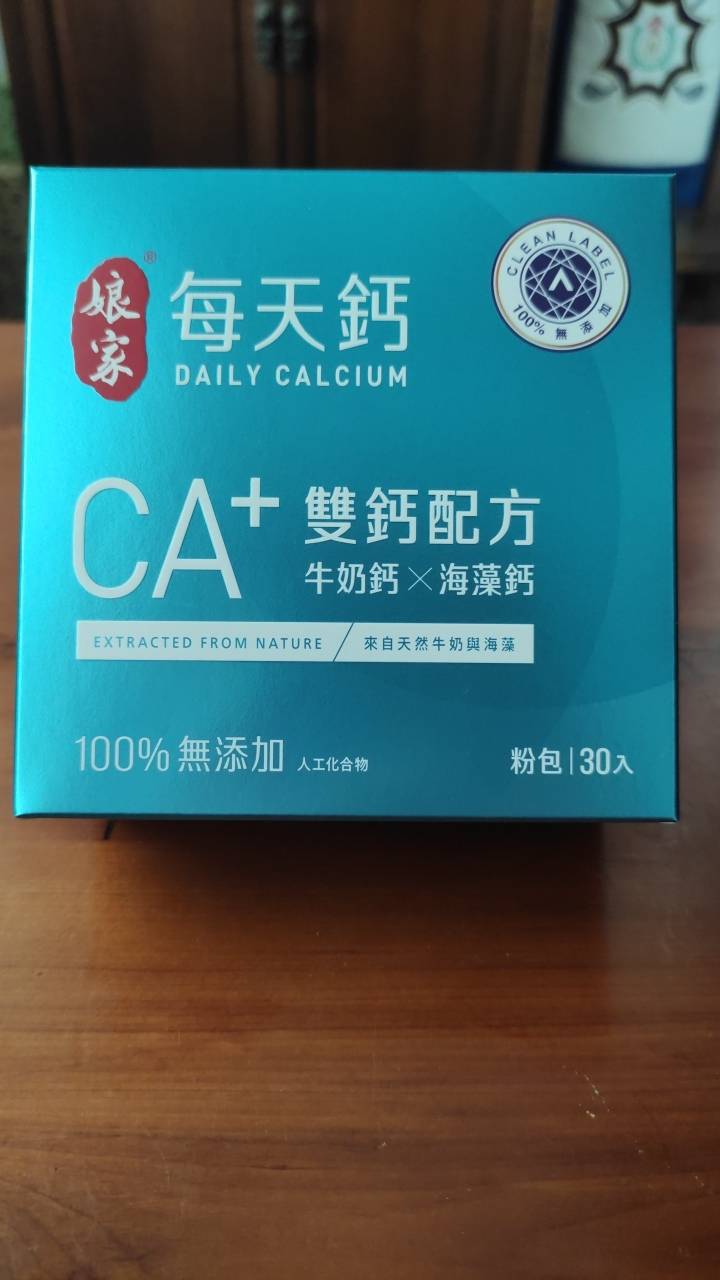 娘家®
每天鈣
DAILY CALCIUM
CLEAN LABEL
100% 無添加
CA+
雙鈣配方
牛奶鈣×海藻鈣
EXTRACTED FROM NATURE / 來自天然牛奶與海藻
100%無添加 人工化合物
粉包|30入